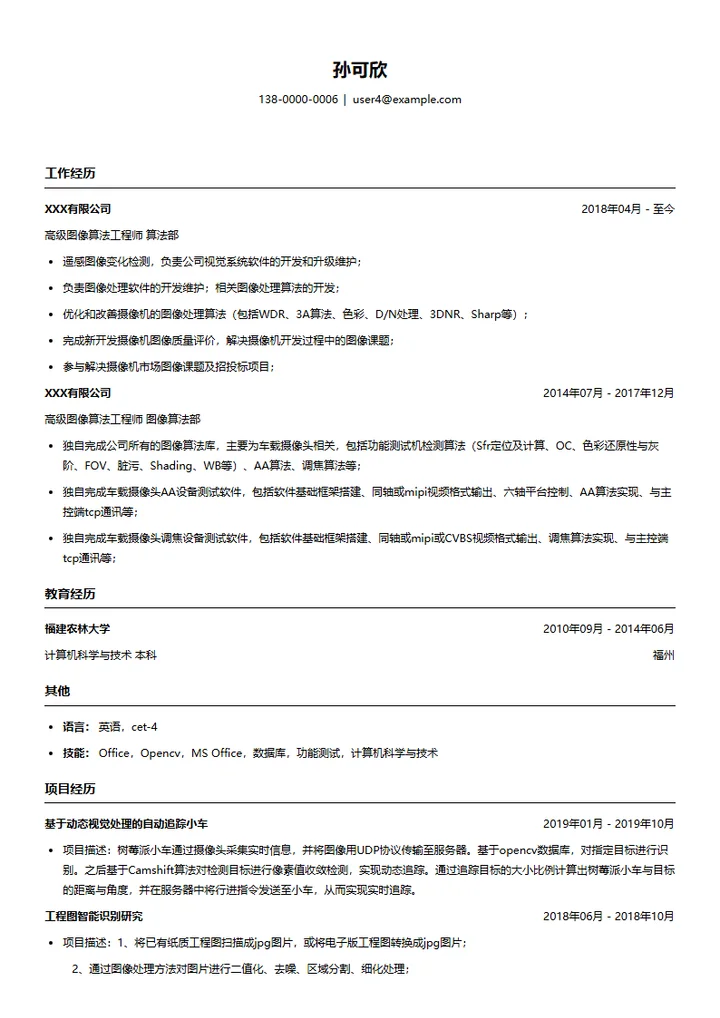 孙可欣
138-0000-0006 | user4@example.com
工作经历
XXX有限公司 2018年04月 - 至今
高级图像算法工程师 算法部
• 遥感图像变化检测，负责公司视觉系统软件的开发和升级维护；
• 负责图像处理软件的开发维护；相关图像处理算法的开发；
• 优化和改善摄像机的图像处理算法（包括WDR、3A算法、色彩、D/N处理、3DNR、Sharp等）；
• 完成新开发摄像机图像质量评价，解决摄像机开发过程中的图像课题；
• 参与解决摄像机市场图像课题及招投标项目；
XXX有限公司 2014年07月 - 2017年12月
高级图像算法工程师 图像算法部
• 独自完成公司所有的图像算法库，主要为车载摄像头相关，包括功能测试机检测算法（Sfr定位及计算、OC、色彩还原性与灰
阶、FOV、脏污、Shading、WB等）、AA算法、调焦算法等；
• 独自完成车载摄像头AA设备测试软件，包括软件基础框架搭建、同轴或mipi视频格式输出、六轴平台控制、AA算法实现、与主
控端tcp通讯等；
• 独自完成车载摄像头调焦设备测试软件，包括软件基础框架搭建、同轴或mipi或CVBS视频格式输出、调焦算法实现、与主控端
tcp通讯等；
教育经历
福建农林大学 2010年09月 - 2014年06月
计算机科学与技术 本科 福州
其他
• 语言： 英语，cet-4
• 技能： Office，Opencv，MS Office，数据库，功能测试，计算机科学与技术
项目经历
基于动态视觉处理的自动追踪小车 2019年01月 - 2019年10月
• 项目描述：树莓派小车通过摄像头采集实时信息，并将图像用UDP协议传输至服务器。基于opencv数据库，对指定目标进行识
别。之后基于Camshift算法对检测目标进行像素值收敛检测，实现动态追踪。通过追踪目标的大小比例计算出树莓派小车与目标
的距离与角度，并在服务器中将行进指令发送至小车，从而实现实时追踪。
工程图智能识别研究 2018年06月 - 2018年10月
• 项目描述：1、将已有纸质工程图扫描成jpg图片，或将电子版工程图转换成jpg图片；
2、通过图像处理方法对图片进行二值化、去噪、区域分割、细化处理；